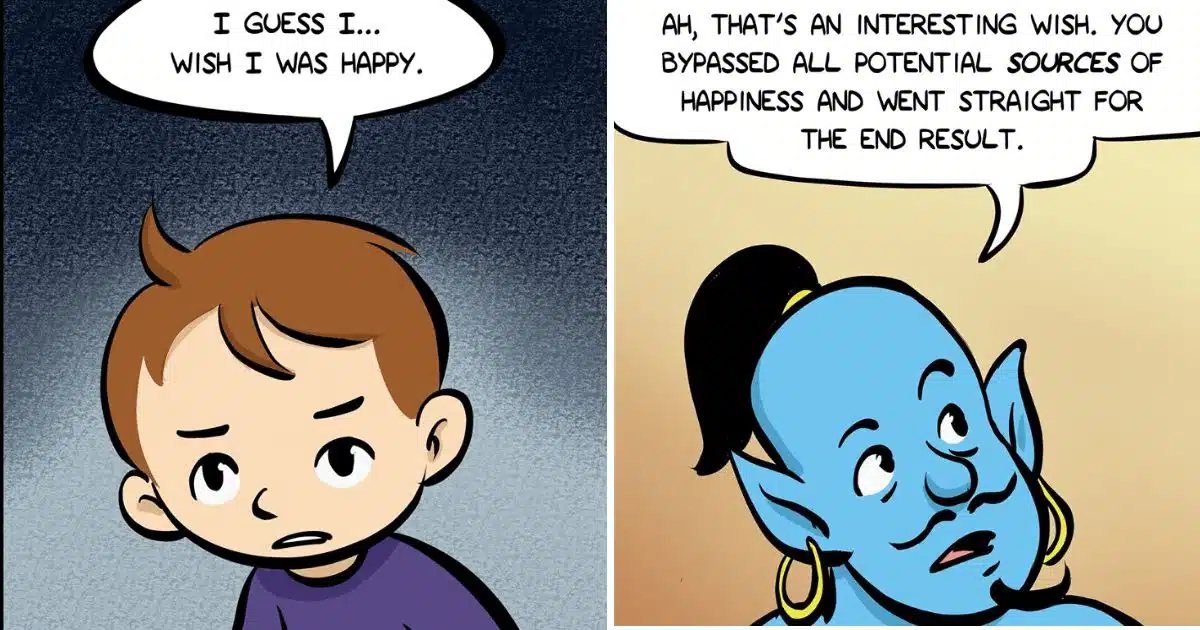 I GUESS I...
WISH I WAS HAPPY.
AH, THAT'S AN INTERESTING WISH. YOU
BYPASSED ALL POTENTIAL SOURCES OF
HAPPINESS AND WENT STRAIGHT FOR
THE END RESULT.